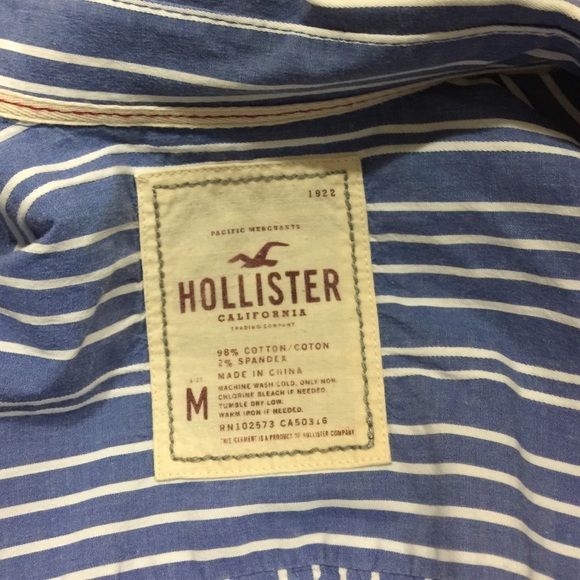 1922
PACIFIC MERCHANTS
HOLLISTER
CALIFORNIA
TRADING COMPANY
98% COTTON/COTON
2% SPANDEX
MADE IN CHINA
SIZE
M
MACHINE WASH COLD. ONLY NON
CHLORINE BLEACH IF NEEDED.
TUMBLE DRY LOW.
WARM IRON IF NEEDED.
RN102573 CA50316
THIS GARMENT IS A PRODUCT OF HOLLISTER COMPANY